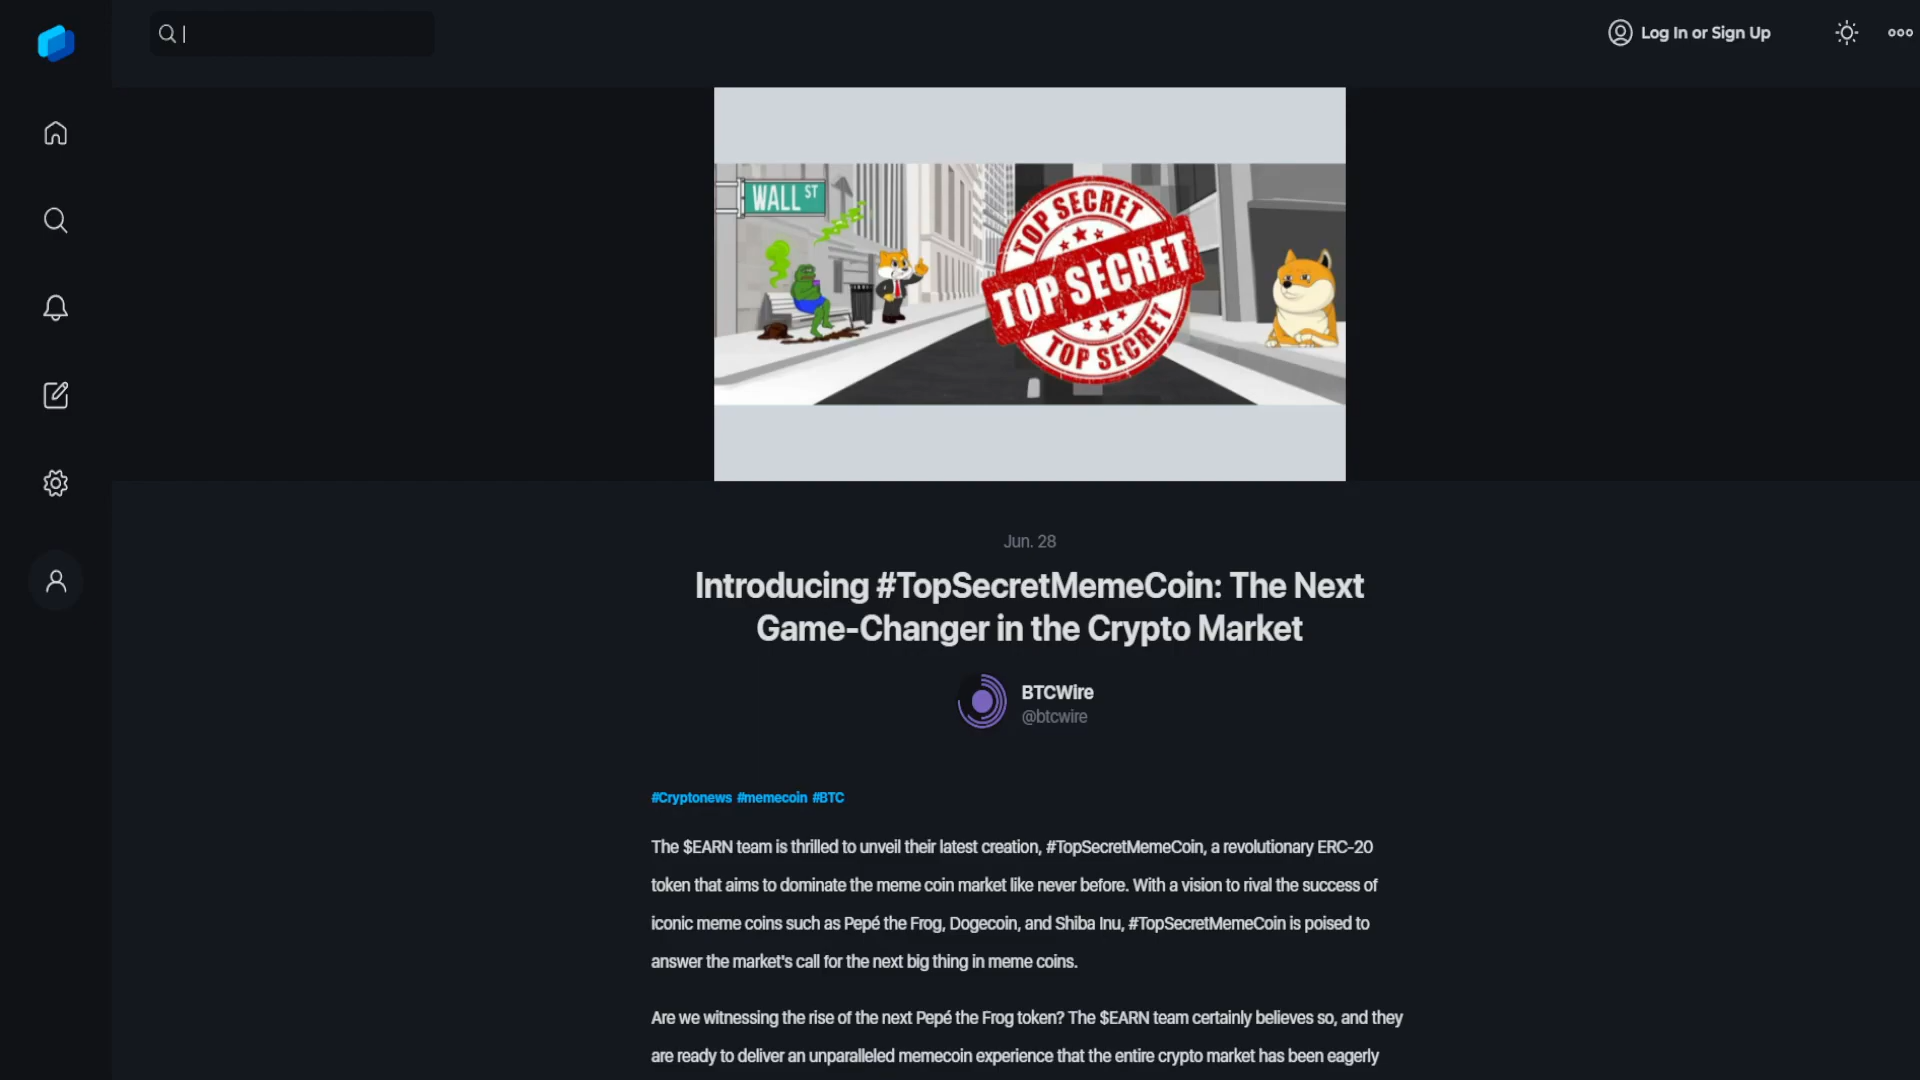 Log In or Sign Up
WALL ST
TOP SECRET
TOP SECRET
TOP SECRET
Jun. 28
Introducing #TopSecretMemeCoin: The Next
Game-Changer in the Crypto Market
BTCWire
@btcwire
#Cryptonews #memecoin #BTC
The $EARN team is thrilled to unveil their latest creation, #TopSecretMemeCoin, a revolutionary ERC-20
token that aims to dominate the meme coin market like never before. With a vision to rival the success of
iconic meme coins such as Pepé the Frog, Dogecoin, and Shiba Inu, #TopSecretMemeCoin is poised to
answer the market's call for the next big thing in meme coins.
Are we witnessing the rise of the next Pepé the Frog token? The $EARN team certainly believes so, and they
are ready to deliver an unparalleled memecoin experience that the entire crypto market has been eagerly